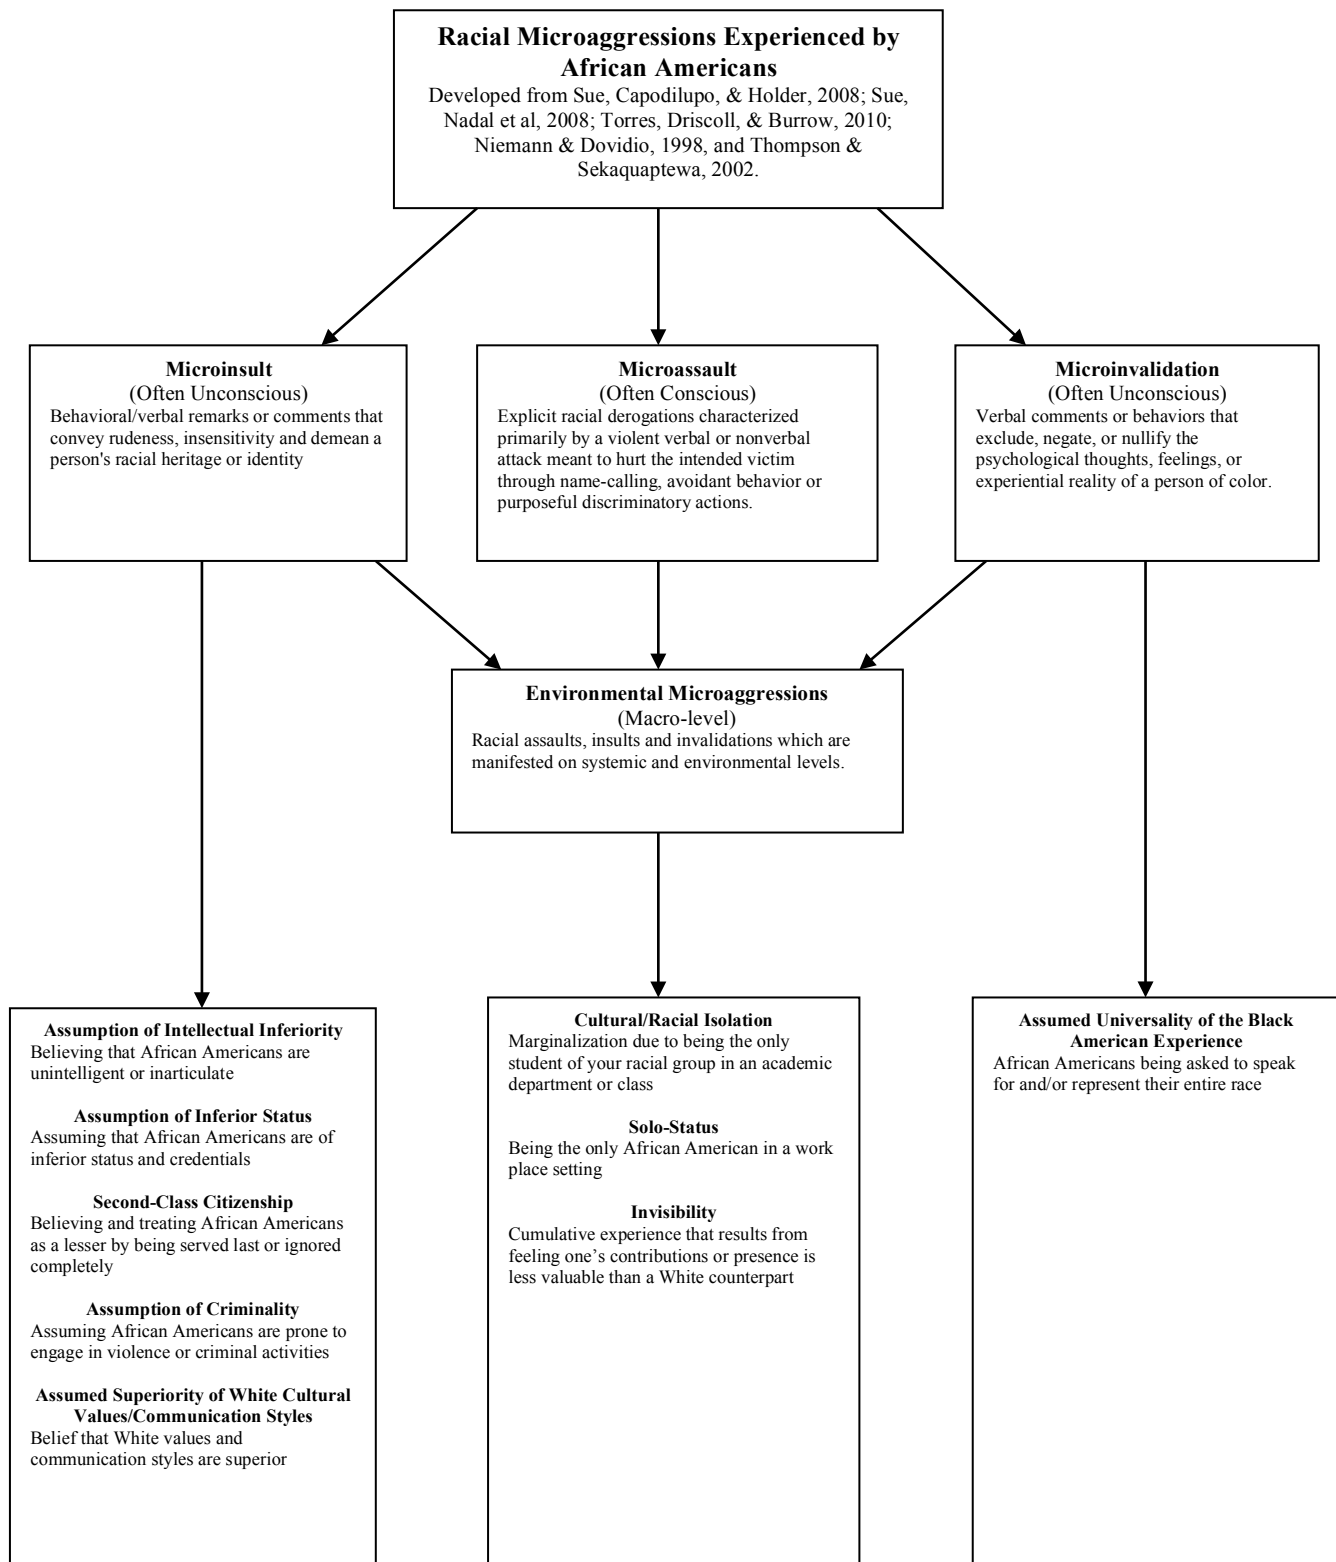 Racial Microaggressions Experienced by
African Americans
Developed from Sue, Capodilupo, & Holder, 2008; Sue,
Nadal et al, 2008; Torres, Driscoll, & Burrow, 2010;
Niemann & Dovidio, 1998, and Thompson &
Sekaquaptewa, 2002.
Microinsult
(Often Unconscious)
Behavioral/verbal remarks or comments that
convey rudeness, insensitivity and demean a
person's racial heritage or identity
Microassault
(Often Conscious)
Explicit racial derogations characterized
primarily by a violent verbal or nonverbal
attack meant to hurt the intended victim
through name-calling, avoidant behavior or
purposeful discriminatory actions.
Microinvalidation
(Often Unconscious)
Verbal comments or behaviors that
exclude, negate, or nullify the
psychological thoughts, feelings, or
experiential reality of a person of color.
Environmental Microaggressions
(Macro-level)
Racial assaults, insults and invalidations which are
manifested on systemic and environmental levels.
Assumption of Intellectual Inferiority
Believing that African Americans are
unintelligent or inarticulate
Assumption of Inferior Status
Assuming that African Americans are of
inferior status and credentials
Second-Class Citizenship
Believing and treating African Americans
as a lesser by being served last or ignored
completely
Assumption of Criminality
Assuming African Americans are prone to
engage in violence or criminal activities
Assumed Superiority of White Cultural
Values/Communication Styles
Belief that White values and
communication styles are superior
Cultural/Racial Isolation
Marginalization due to being the only
student of your racial group in an academic
department or class
Solo-Status
Being the only African American in a work
place setting
Invisibility
Cumulative experience that results from
feeling one’s contributions or presence is
less valuable than a White counterpart
Assumed Universality of the Black
American Experience
African Americans being asked to speak
for and/or represent their entire race